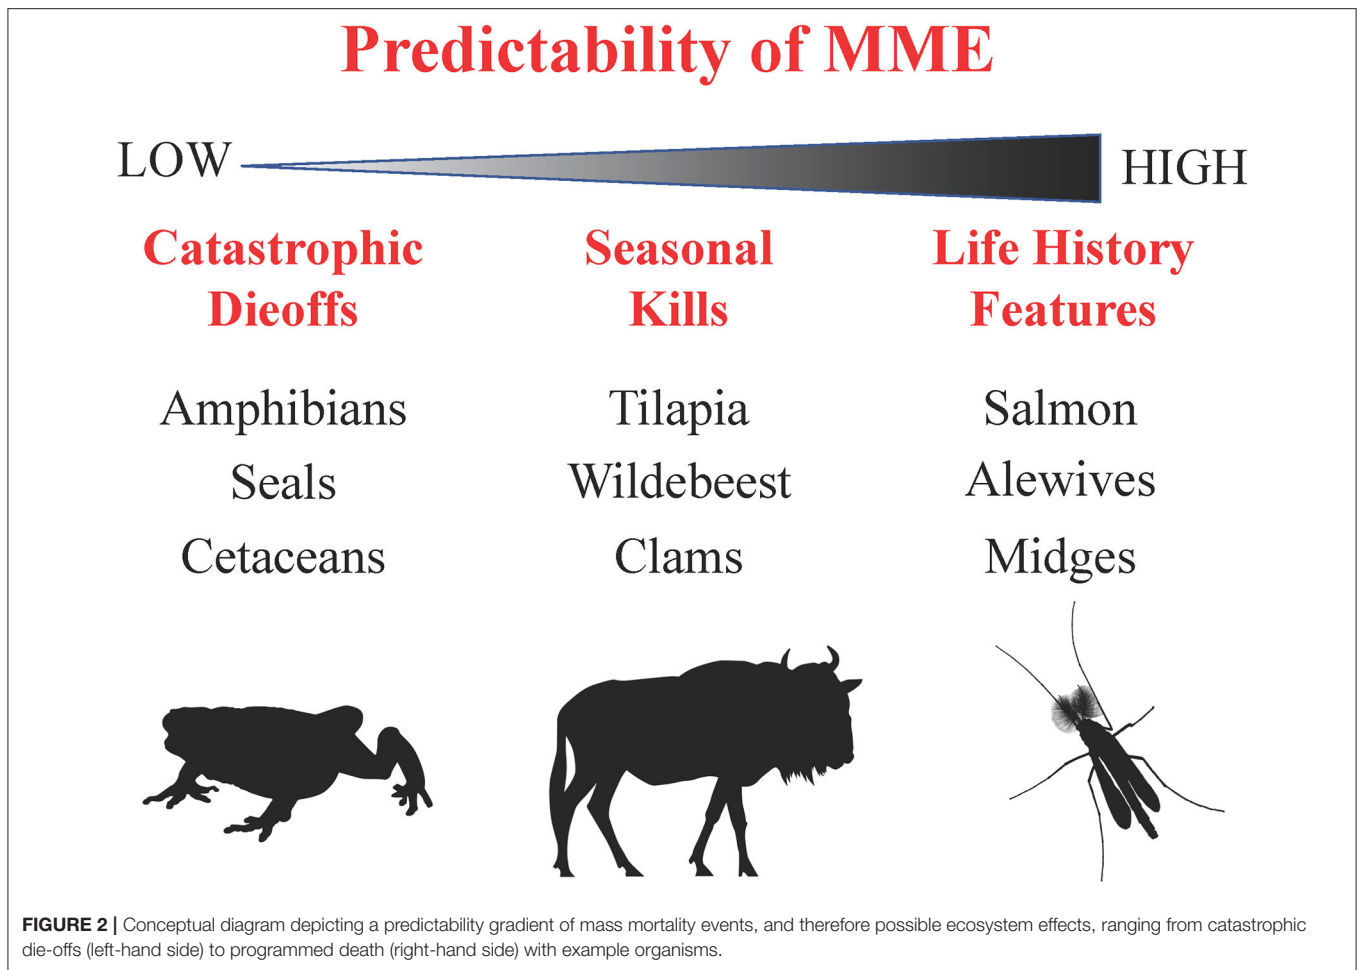 Predictability of MME
LOW
HIGH
Catastrophic
Dieoffs
Seasonal
Kills
Life History
Features
Amphibians
Tilapia
Salmon
Seals
Wildebeest
Alewives
Cetaceans
Clams
Midges
FIGURE 2 | Conceptual diagram depicting a predictability gradient of mass mortality events, and therefore possible ecosystem effects, ranging from catastrophic
die-offs (left-hand side) to programmed death (right-hand side) with example organisms.